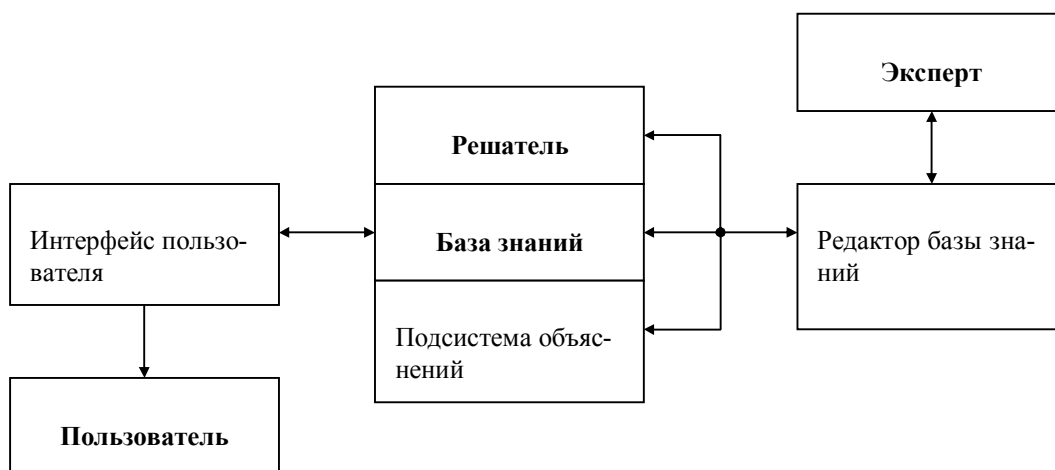 Эксперт
Решатель
Интерфейс пользо-
вателя
База знаний
Редактор базы зна-
ний
Подсистема объяс-
нений
Пользователь